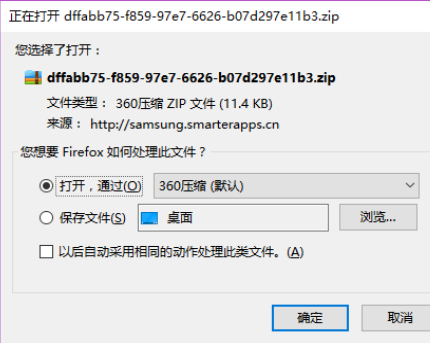 正在打开 dffabb75-f859-97e7-6626-b07d297e11b3.zip
您选择了打开：
dffabb75-f859-97e7-6626-b07d297e11b3.zip
文件类型： 360压缩 ZIP 文件 (11.4 KB)
来源： http://samsung.smarterapps.cn
您想要 Firefox 如何处理此文件？
打开，通过(O) 360压缩 (默认)
保存文件(S) 桌面 浏览...
以后自动采用相同的动作处理此类文件。(A)
确定 取消